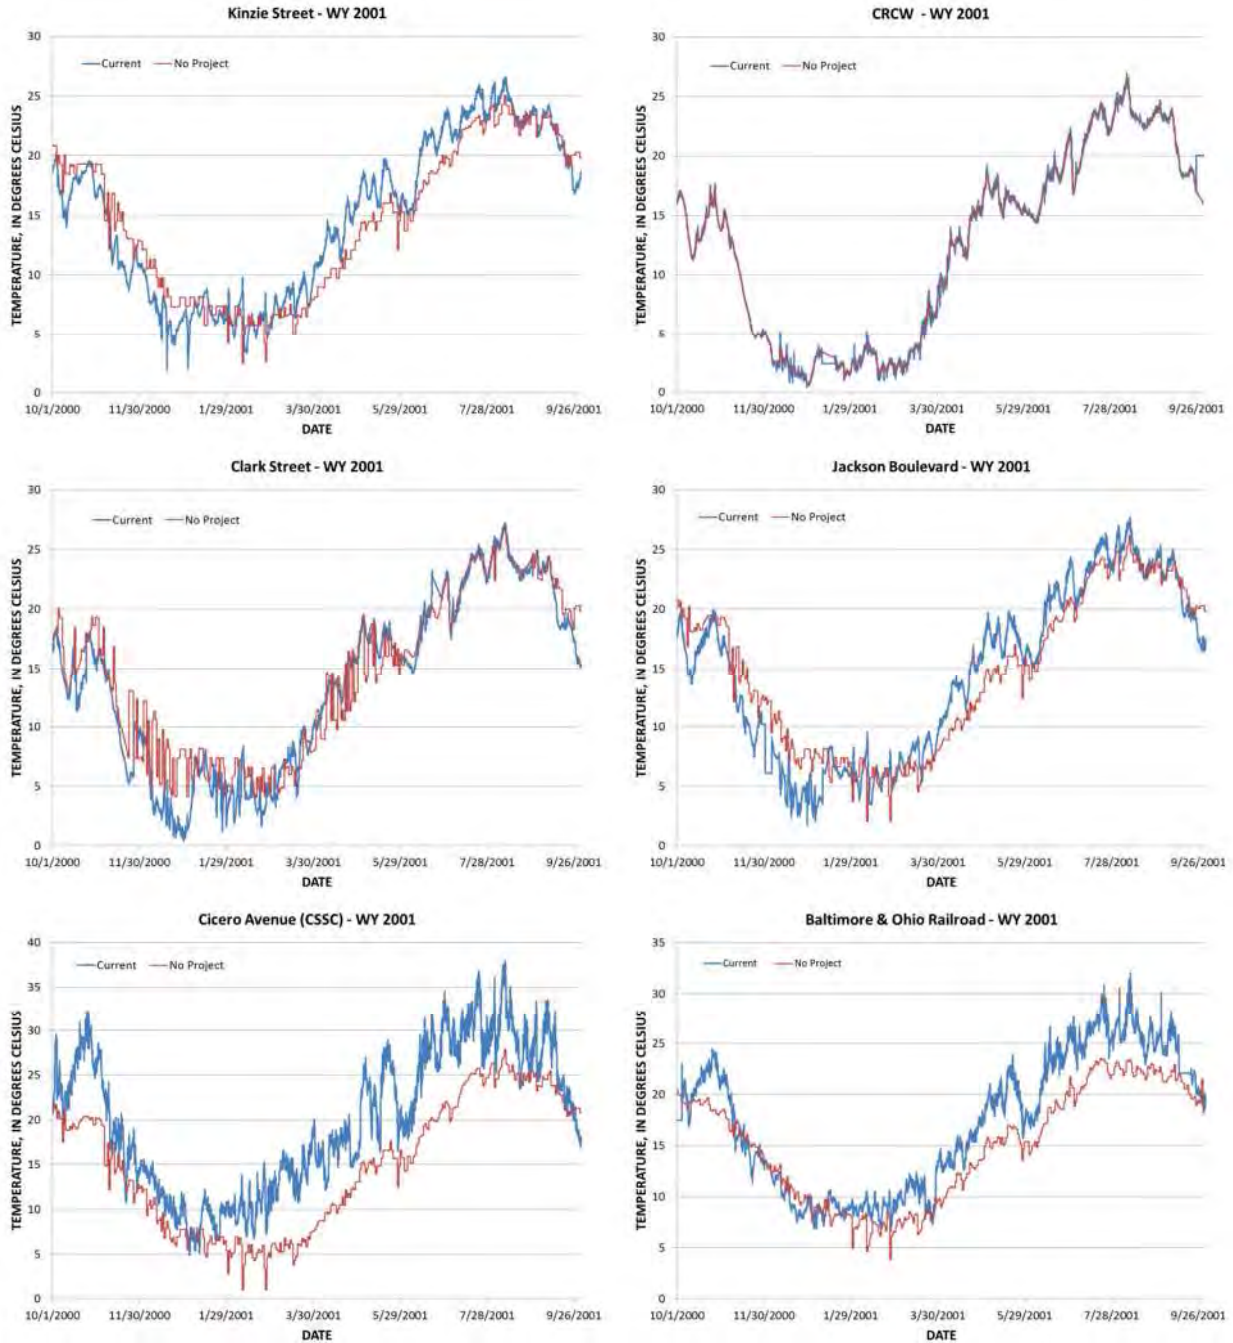 Kinzie Street - WY 2001
TEMPERATURE, IN DEGREES CELSIUS
30
25
20
15
10
5
0
Current No Project
10/1/2000 11/30/2000 1/29/2001 3/30/2001 5/29/2001 7/28/2001 9/26/2001
DATE
CRCW - WY 2001
TEMPERATURE, IN DEGREES CELSIUS
30
25
20
15
10
5
0
Current No Project
10/1/2000 11/30/2000 1/29/2001 3/30/2001 5/29/2001 7/28/2001 9/26/2001
DATE
Clark Street - WY 2001
TEMPERATURE, IN DEGREES CELSIUS
30
25
20
15
10
5
0
Current No Project
10/1/2000 11/30/2000 1/29/2001 3/30/2001 5/29/2001 7/28/2001 9/26/2001
DATE
Jackson Boulevard - WY 2001
TEMPERATURE, IN DEGREES CELSIUS
30
25
20
15
10
5
0
Current No Project
10/1/2000 11/30/2000 1/29/2001 3/30/2001 5/29/2001 7/28/2001 9/26/2001
DATE
Cicero Avenue (CSSC) - WY 2001
TEMPERATURE, IN DEGREES CELSIUS
40
35
30
25
20
15
10
5
0
Current No Project
10/1/2000 11/30/2000 1/29/2001 3/30/2001 5/29/2001 7/28/2001 9/26/2001
DATE
Baltimore & Ohio Railroad - WY 2001
TEMPERATURE, IN DEGREES CELSIUS
35
30
25
20
15
10
5
0
Current No Project
10/1/2000 11/30/2000 1/29/2001 3/30/2001 5/29/2001 7/28/2001 9/26/2001
DATE